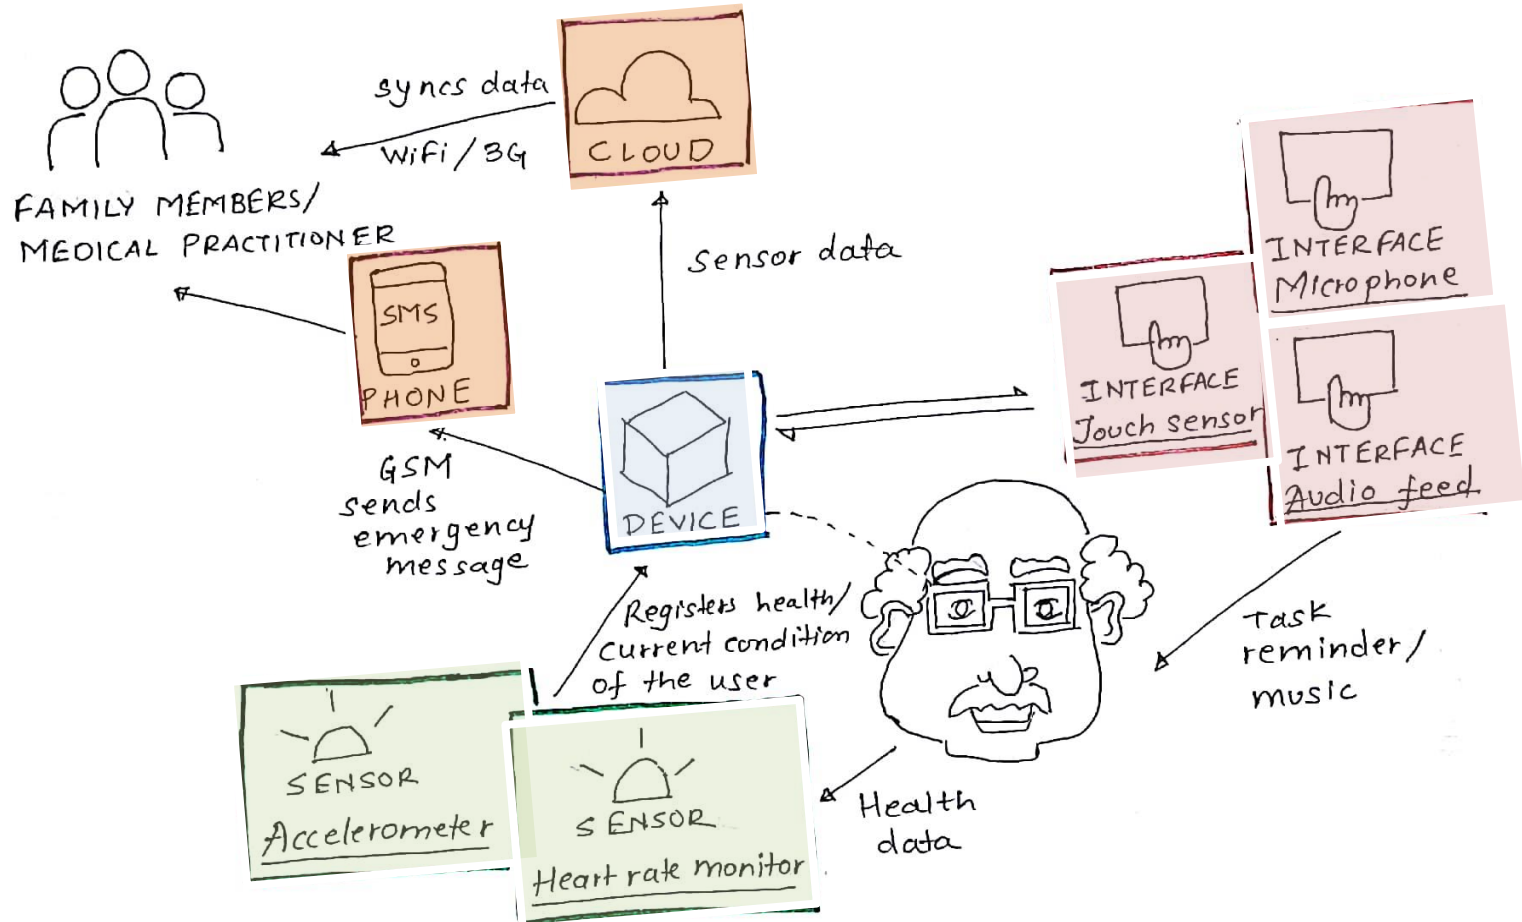 syncs data
WiFi/3G
CLOUD
FAMILY MEMBERS/
MEDICAL PRACTITIONER
sensor data
SMS
PHONE
GSM
sends
emergency
message
DEVICE
INTERFACE
Microphone
INTERFACE
Touch sensor
INTERFACE
Audio feed
Task
reminder/
music
Registers health/
current condition
of the user
SENSOR
Accelerometer
SENSOR
Heart rate monitor
Health
data